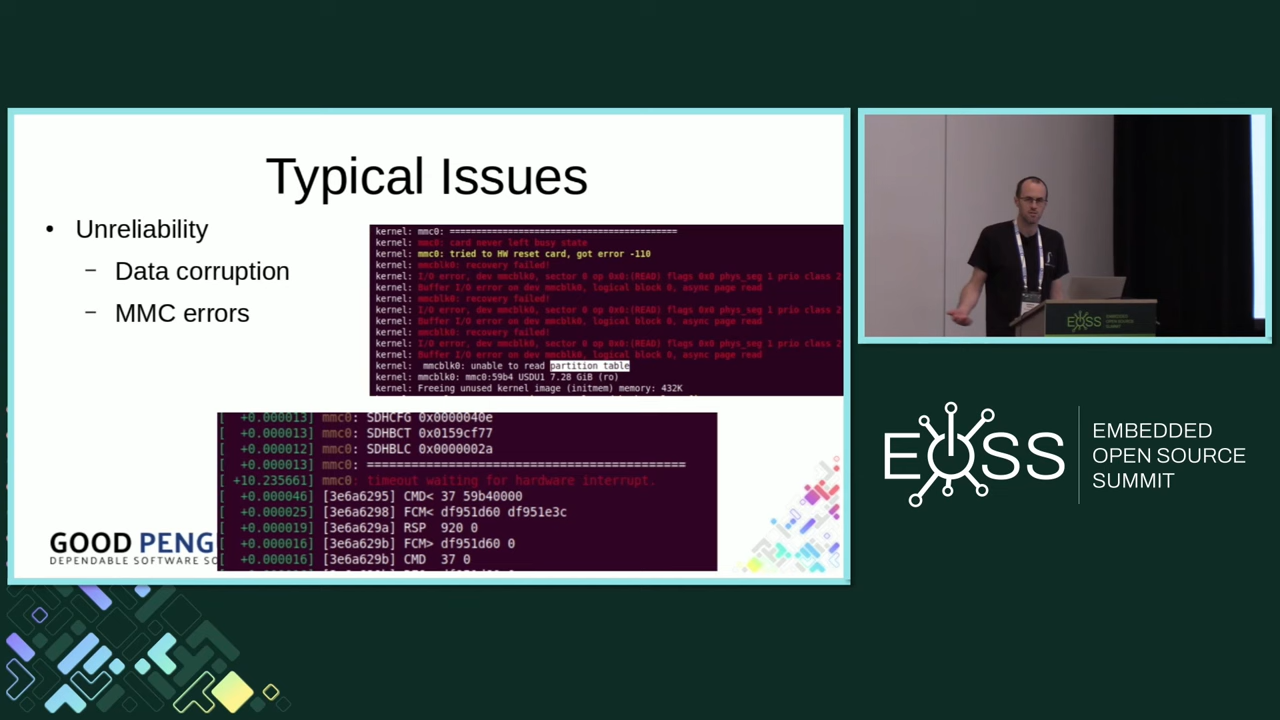 Typical Issues
• Unreliability
– Data corruption
– MMC errors
kernel: mmc0: ===========================================
kernel: mmc0: card never left busy state
kernel: mmc0: tried to HW reset card, got error -110
kernel: mmcblk0: recovery failed!
kernel: I/O error, dev mmcblk0, sector 0 op 0x0:(READ) flags 0x0 phys_seg 1 prio class 2
kernel: Buffer I/O error on dev mmcblk0, logical block 0, async page read
kernel: mmcblk0: recovery failed!
kernel: I/O error, dev mmcblk0, sector 0 op 0x0:(READ) flags 0x0 phys_seg 1 prio class 2
kernel: Buffer I/O error on dev mmcblk0, logical block 0, async page read
kernel: mmcblk0: recovery failed!
kernel: I/O error, dev mmcblk0, sector 0 op 0x0:(READ) flags 0x0 phys_seg 1 prio class 2
kernel: Buffer I/O error on dev mmcblk0, logical block 0, async page read
kernel: mmcblk0: unable to read partition table
kernel: mmcblk0: mmc0:59b4 USDU1 7.28 GiB (ro)
kernel: Freeing unused kernel image (initmem) memory: 432K
[ +0.000013] mmc0: SDHCFG 0x0000040e
[ +0.000013] mmc0: SDHBCT 0x0159cf77
[ +0.000012] mmc0: SDHBLC 0x0000002a
[ +0.000013] mmc0: ==========================================
[ +10.235661] mmc0: timeout waiting for hardware interrupt.
[ +0.000046] [3e6a6295] CMD< 37 59b40000
[ +0.000025] [3e6a6298] FCM< df951d60 df951e3c
[ +0.000019] [3e6a629a] RSP 920 0
[ +0.000016] [3e6a629b] FCM> df951d60 0
[ +0.000016] [3e6a629b] CMD 37 0
GOOD PENG
DEPENDABLE SOFTWARE SO
EOSS
EMBEDDED
OPEN SOURCE
SUMMIT
EOSS
EMBEDDED
OPEN SOURCE
SUMMIT